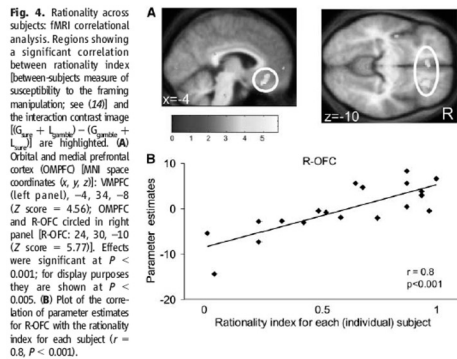 Fig. 4. Rationality across
subjects: fMRI correlational
analysis. Regions showing
a significant correlation
between rationality index
[between-subjects measure of
susceptibility to the framing
manipulation; see (14)] and
the interaction contrast image
[(Gsure + Lgamble) – (Ggamble +
Lsure)] are highlighted. (A)
Orbital and medial prefrontal
cortex (OMPFC) [MNI space
coordinates (x, y, z)]: VMPFC
(left panel), –4, 34, –8
(Z score = 4.56); OMPFC
and R-OFC circled in right
panel [R-OFC: 24, 30, –10
(Z score = 5.77)]. Effects
were significant at P <
0.001; for display purposes
they are shown at P <
0.005. (B) Plot of the corre-
lation of parameter estimates
for R-OFC with the rationality
index for each subject (r =
0.8, P < 0.001).
A
x=-4
z=-10
R
0 1 2 3 4 5
B
R-OFC
Parameter estimates
10
0
-10
-20
r = 0.8
p<0.001
0 0.5 1
Rationality index for each (individual) subject